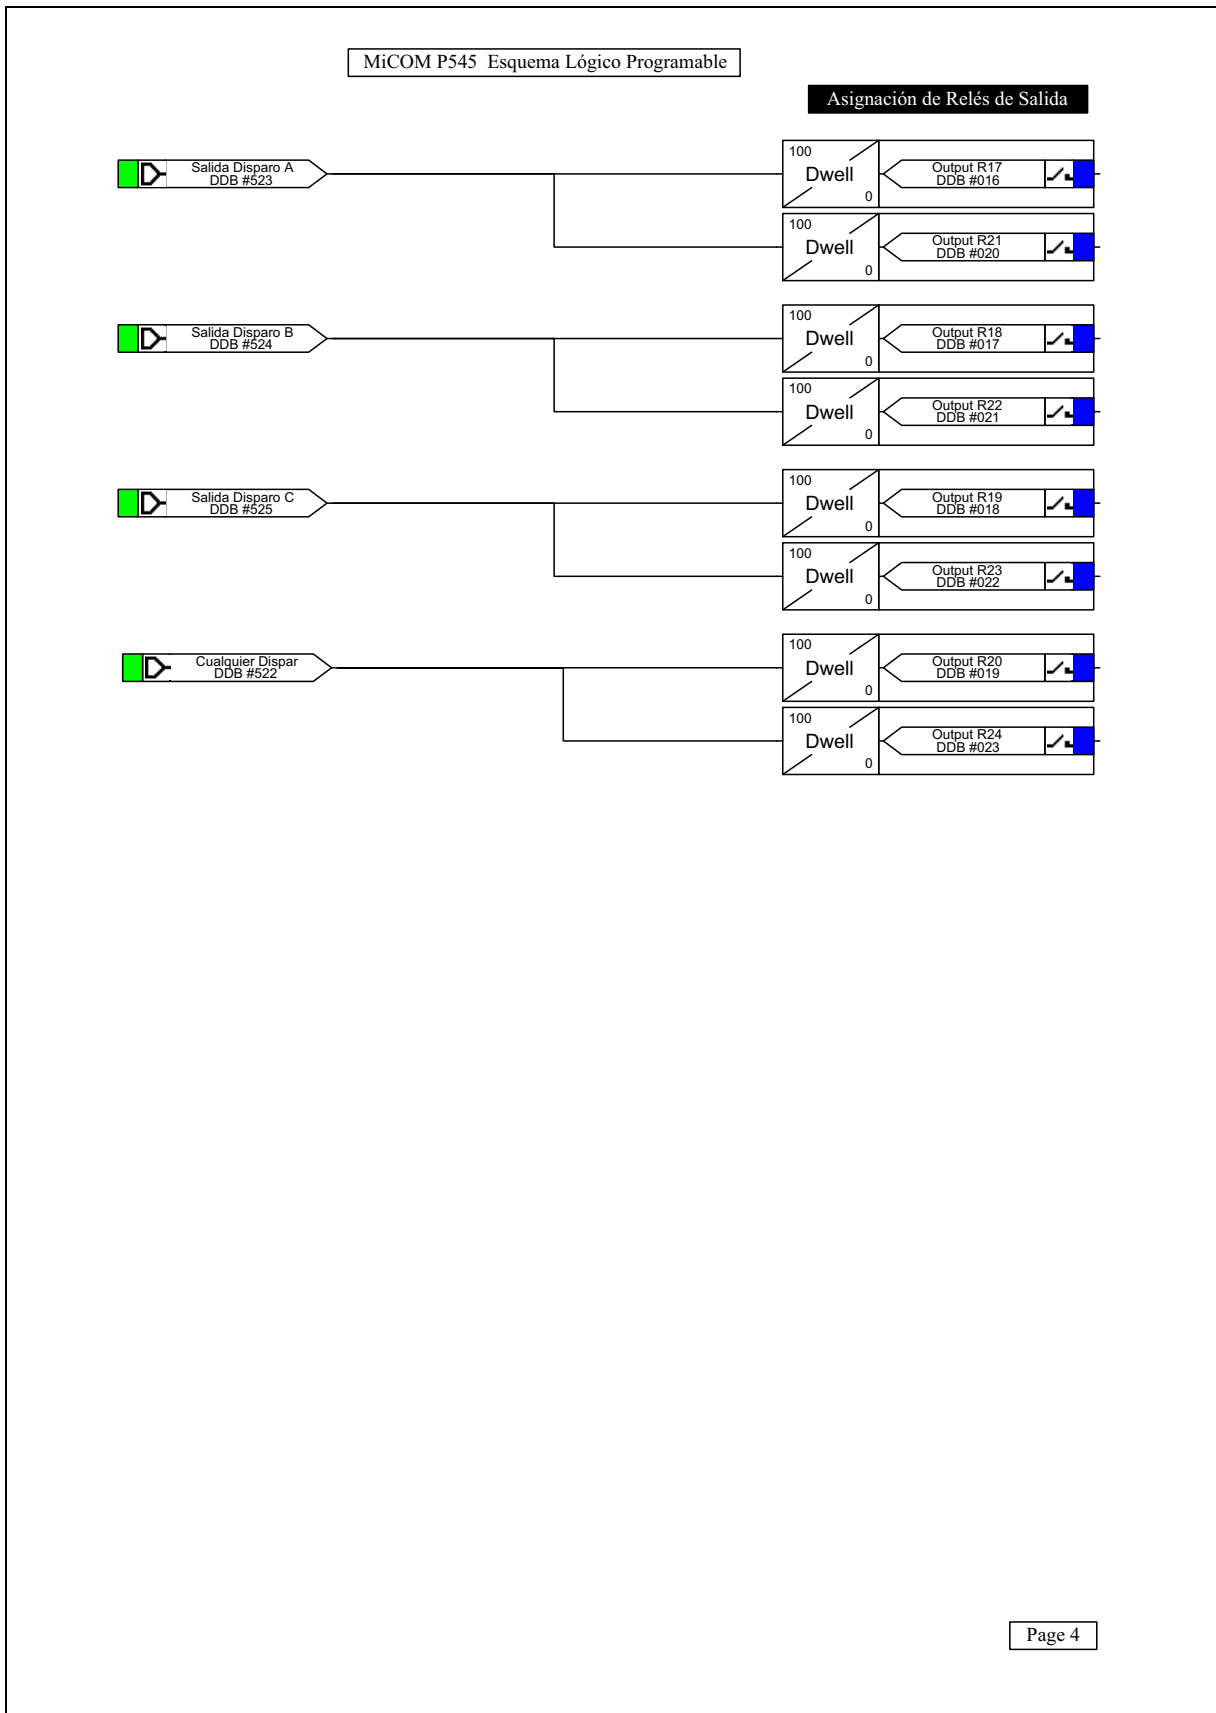 MiCOM P545 Esquema Lógico Programable
Asignación de Relés de Salida
Salida Disparo A
DDB #523
100
Dwell
0
Output R17
DDB #016
100
Dwell
0
Output R21
DDB #020
Salida Disparo B
DDB #524
100
Dwell
0
Output R18
DDB #017
100
Dwell
0
Output R22
DDB #021
Salida Disparo C
DDB #525
100
Dwell
0
Output R19
DDB #018
100
Dwell
0
Output R23
DDB #022
Cualquier Dispar
DDB #522
100
Dwell
0
Output R20
DDB #019
100
Dwell
0
Output R24
DDB #023
Page 4